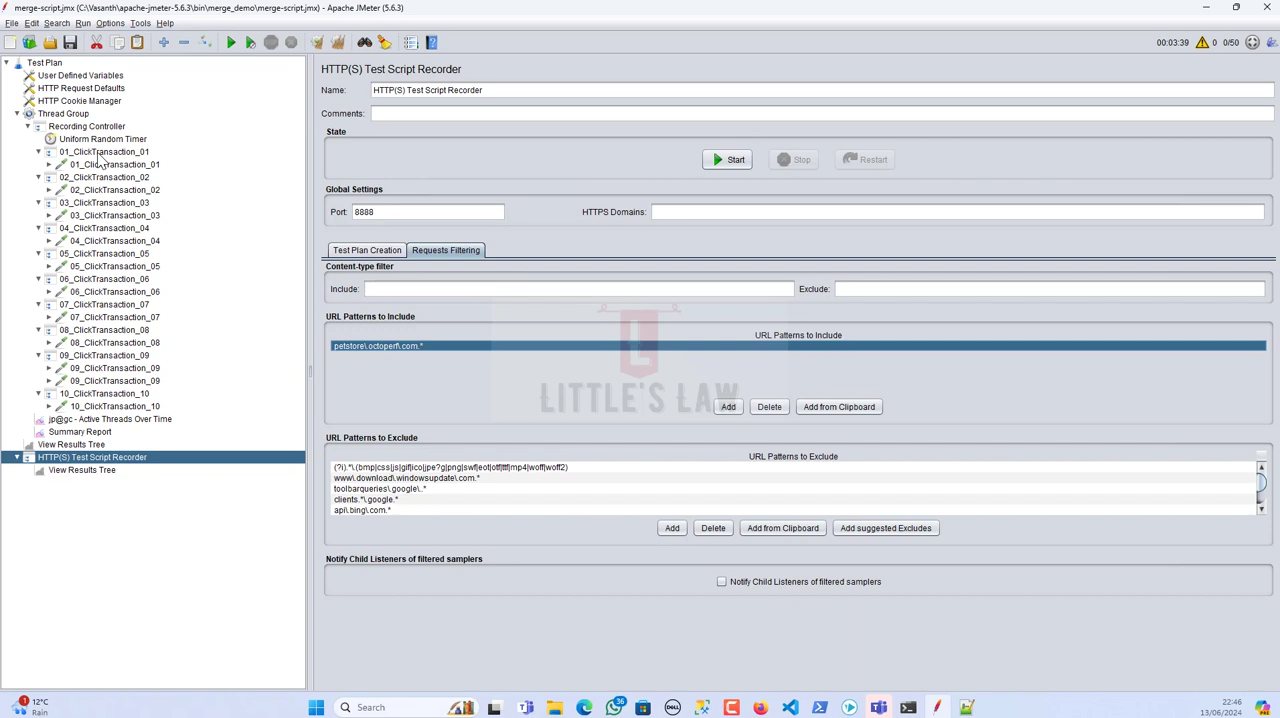 merge-script.jmx (C:\Vasanth\apache-jmeter-5.6.3\bin\merge_demo\merge-script.jmx) - Apache JMeter (5.6.3)
File Edit Search Run Options Tools Help
00:03:39 0 0/50
Test Plan
User Defined Variables
HTTP Request Defaults
HTTP Cookie Manager
Thread Group
Recording Controller
Uniform Random Timer
01_ClickTransaction_01
01_ClickTransaction_01
02_ClickTransaction_02
02_ClickTransaction_02
03_ClickTransaction_03
03_ClickTransaction_03
04_ClickTransaction_04
04_ClickTransaction_04
05_ClickTransaction_05
05_ClickTransaction_05
06_ClickTransaction_06
06_ClickTransaction_06
07_ClickTransaction_07
07_ClickTransaction_07
08_ClickTransaction_08
08_ClickTransaction_08
09_ClickTransaction_09
09_ClickTransaction_09
09_ClickTransaction_09
10_ClickTransaction_10
10_ClickTransaction_10
jp@gc - Active Threads Over Time
Summary Report
View Results Tree
HTTP(S) Test Script Recorder
View Results Tree
HTTP(S) Test Script Recorder
Name: HTTP(S) Test Script Recorder
Comments:
State
Start Stop Restart
Global Settings
Port: 8888 HTTPS Domains:
Test Plan Creation Requests Filtering
Content-type filter
Include: Exclude:
URL Patterns to Include
URL Patterns to Include
petstore\.octoperf\.com.*
LITTLE'S LAW
Add Delete Add from Clipboard
URL Patterns to Exclude
URL Patterns to Exclude
(?i).*\.(bmp|css|js|gif|ico|jpe?g|png|swf|eot|otf|ttf|mp4|woff|woff2)
www\.download\.windowsupdate\.com.*
toolbarqueries\.google\..*
clients.*\.google.*
api\.bing\.com.*
Add Delete Add from Clipboard Add suggested Excludes
Notify Child Listeners of filtered samplers
Notify Child Listeners of filtered samplers
1 12°C
Rain
Search
36
22:46
13/06/2024